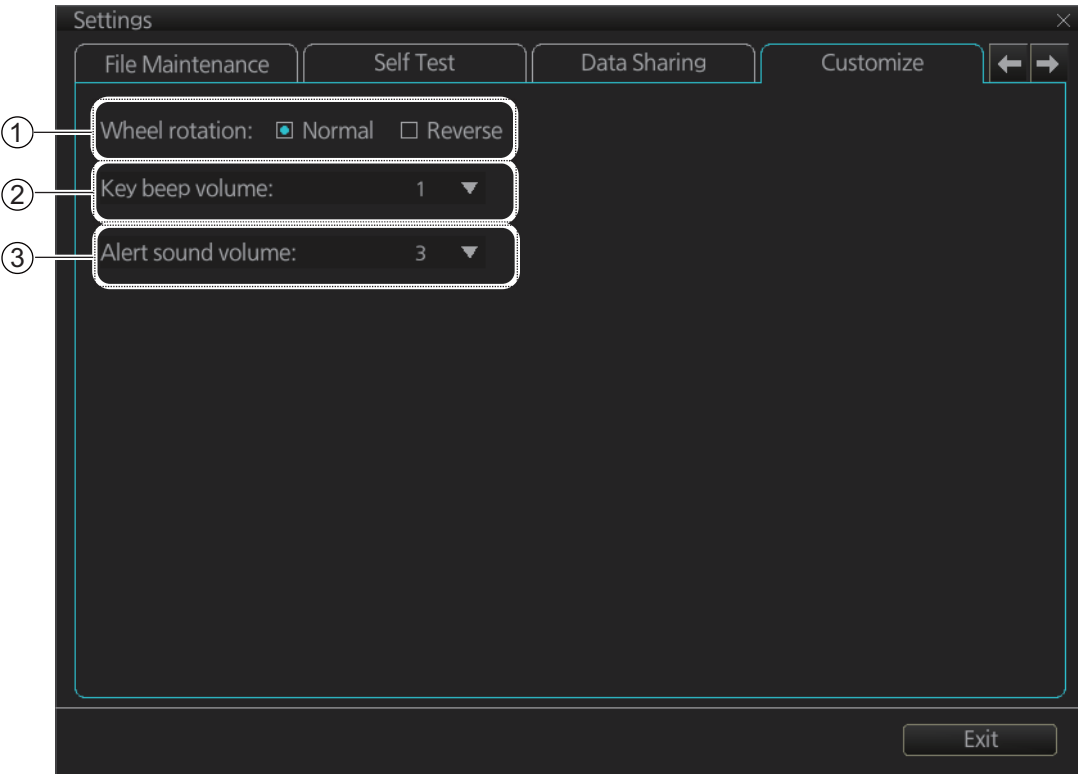 Settings
File Maintenance Self Test Data Sharing Customize
1 Wheel rotation: Normal Reverse
2 Key beep volume: 1
3 Alert sound volume: 3
Exit